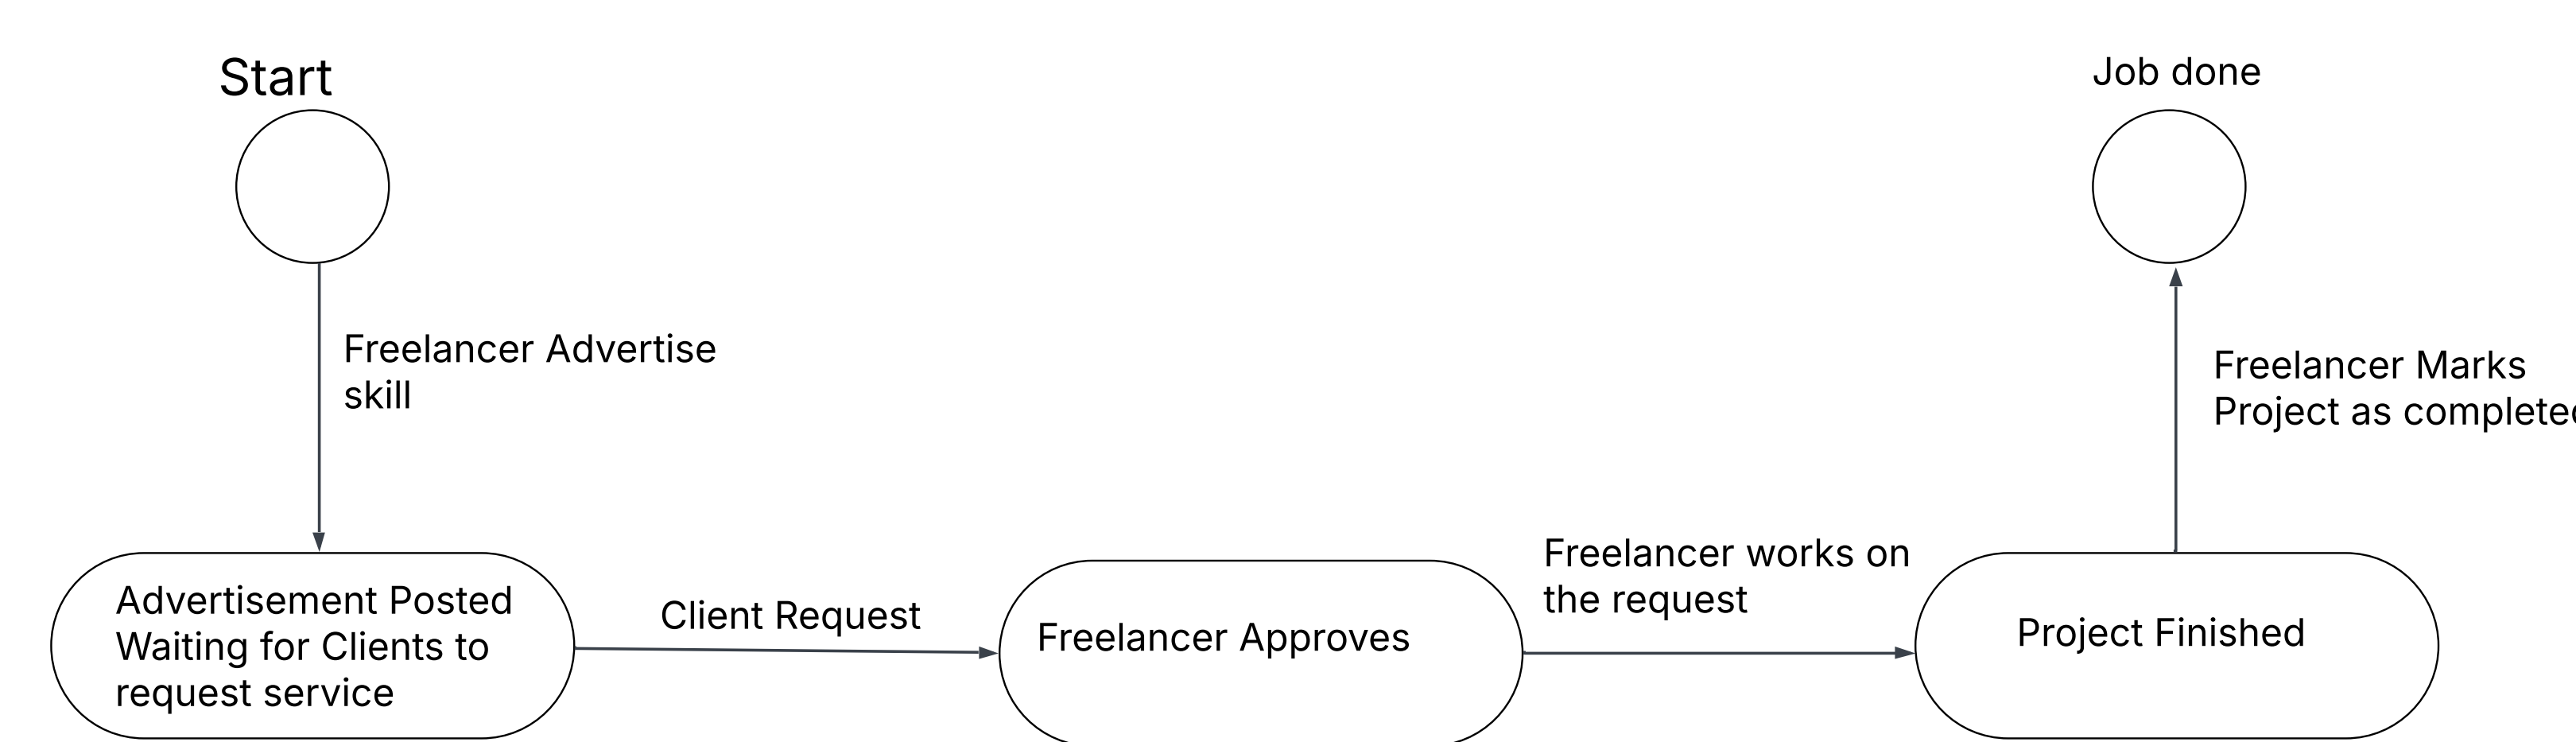 Start
Job done
Freelancer Advertise
skill
Freelancer Marks
Project as completed
Advertisement Posted
Waiting for Clients to
request service
Client Request
Freelancer Approves
Freelancer works on
the request
Project Finished